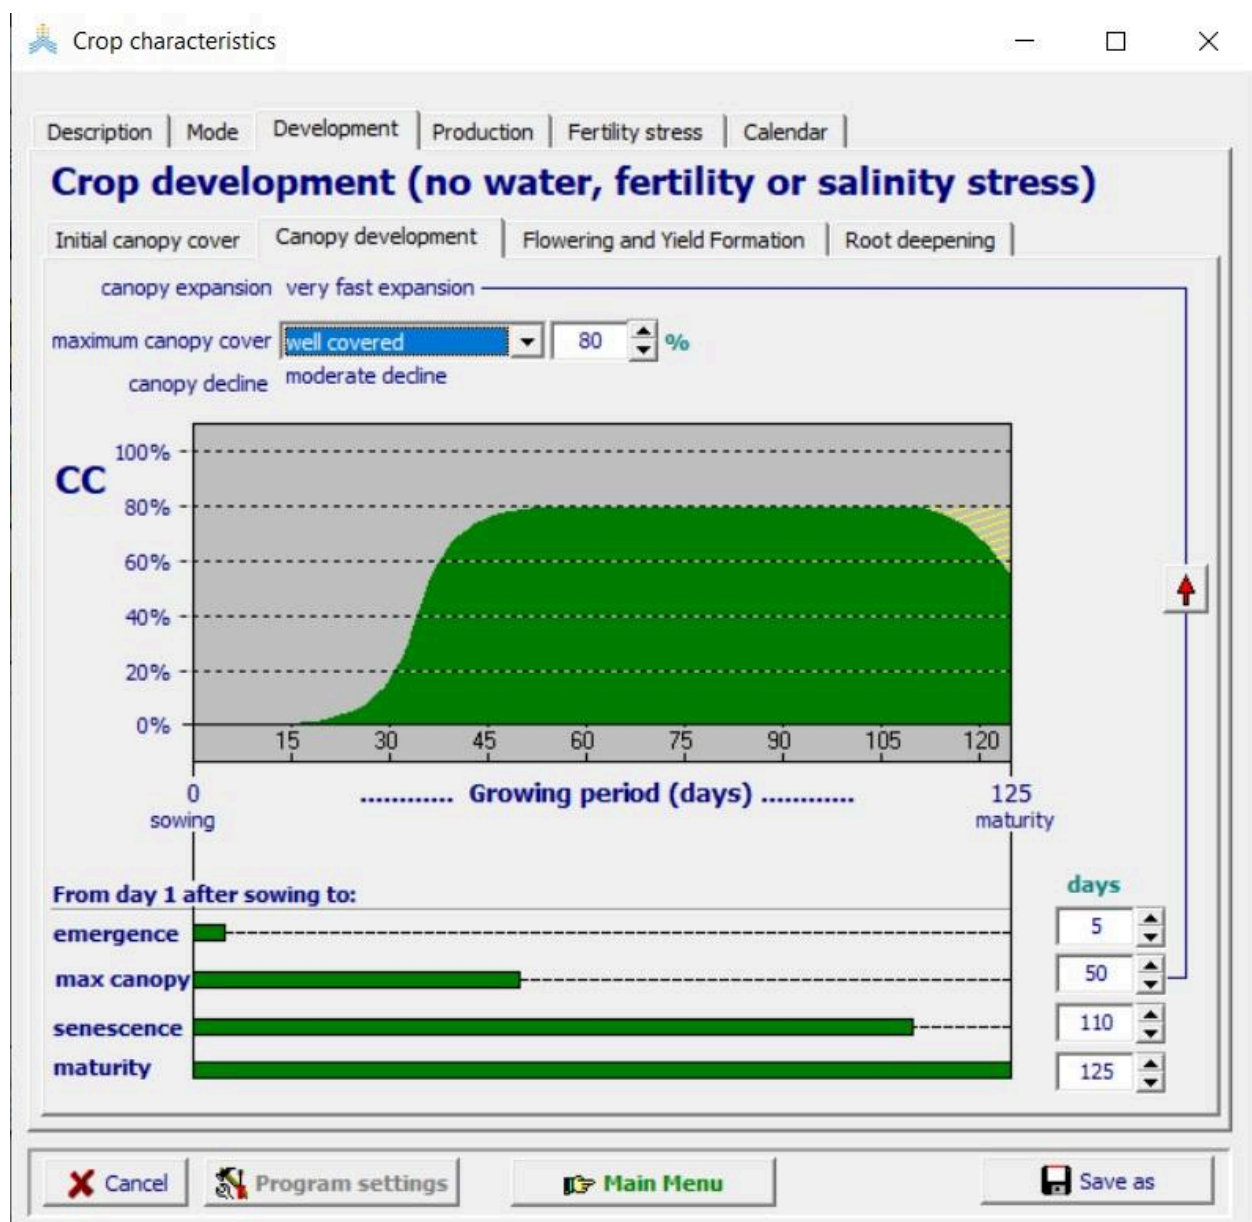 Crop characteristics
Description Mode Development Production Fertility stress Calendar
Crop development (no water, fertility or salinity stress)
Initial canopy cover Canopy development Flowering and Yield Formation Root deepening
canopy expansion very fast expansion
maximum canopy cover well covered 80 %
canopy decline moderate decline
CC
100%
80%
60%
40%
20%
0%
15 30 45 60 75 90 105 120
0 ............ Growing period (days) ............ 125
sowing maturity
From day 1 after sowing to: days
emergence 5
max canopy 50
senescence 110
maturity 125
Cancel Program settings Main Menu Save as